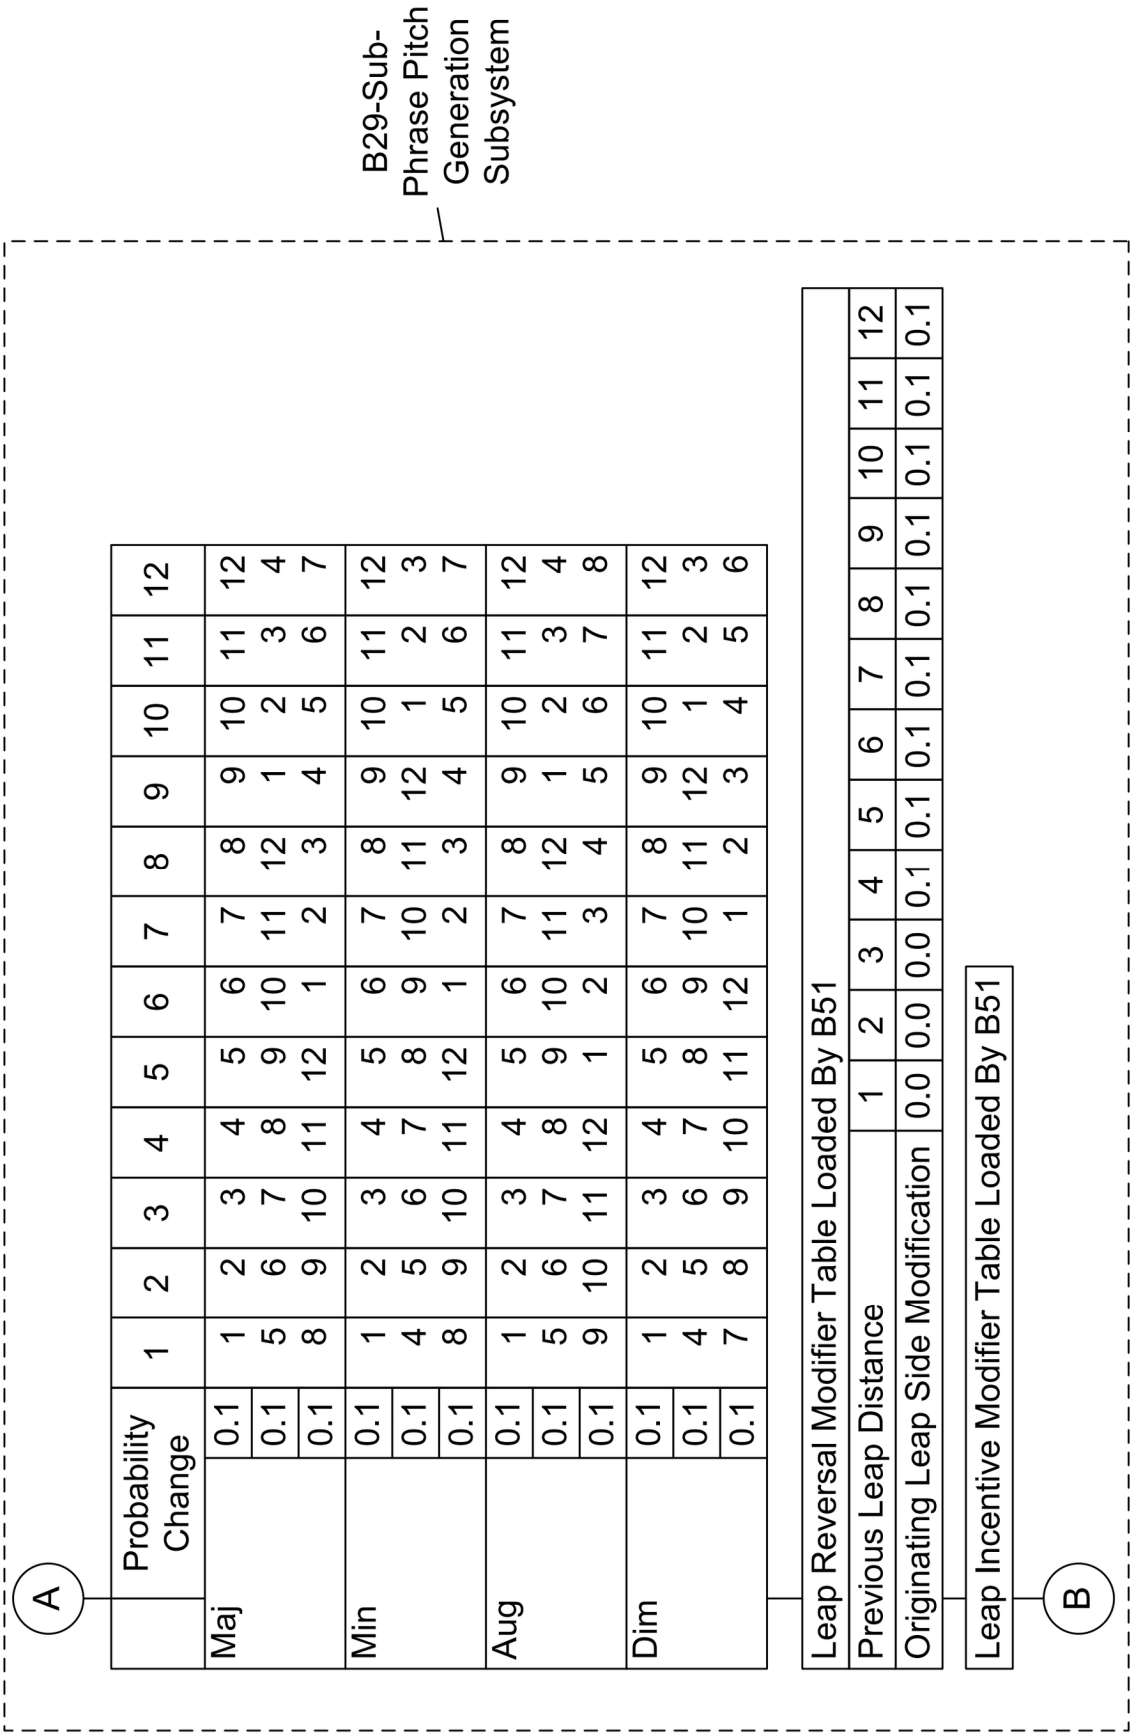 B29-Sub-
Phrase Pitch
Generation
Subsystem
A
Probability
Change
1 2 3 4 5 6 7 8 9 10 11 12
Maj
0.1 1 2 3 4 5 6 7 8 9 10 11 12
0.1 5 6 7 8 9 10 11 12 1 2 3 4
0.1 8 9 10 11 12 1 2 3 4 5 6 7
Min
0.1 1 2 3 4 5 6 7 8 9 10 11 12
0.1 4 5 6 7 8 9 10 11 12 1 2 3
0.1 8 9 10 11 12 1 2 3 4 5 6 7
Aug
0.1 1 2 3 4 5 6 7 8 9 10 11 12
0.1 5 6 7 8 9 10 11 12 1 2 3 4
0.1 9 10 11 12 1 2 3 4 5 6 7 8
Dim
0.1 1 2 3 4 5 6 7 8 9 10 11 12
0.1 4 5 6 7 8 9 10 11 12 1 2 3
0.1 7 8 9 10 11 12 1 2 3 4 5 6
Leap Reversal Modifier Table Loaded By B51
Previous Leap Distance 1 2 3 4 5 6 7 8 9 10 11 12
Originating Leap Side Modification 0.0 0.0 0.0 0.1 0.1 0.1 0.1 0.1 0.1 0.1 0.1 0.1
Leap Incentive Modifier Table Loaded By B51
B